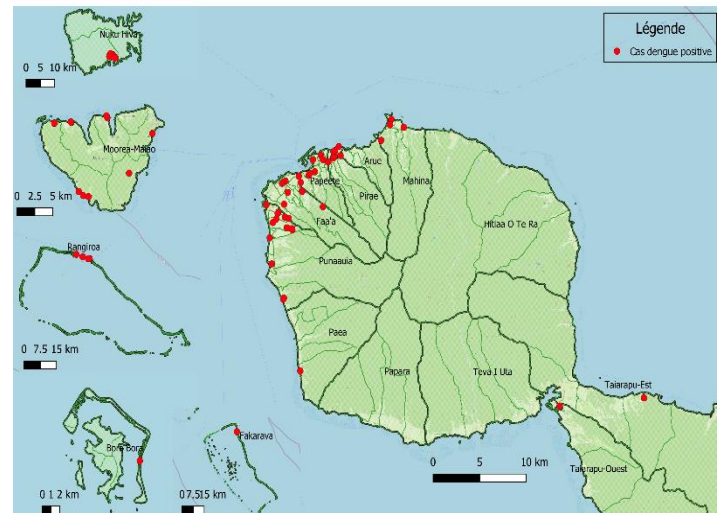 Légende
Cas dengue positive
Nuku Hiva
0 5 10 km
Moorea-Maiao
0 2.5 5 km
Rangiroa
0 7.5 15 km
Bora Bora
0 1 2 km
Fakarava
0 7.5 15 km
Arue
Mahina
Papeete
Pirae
Hitiaa O Te Ra
Faa'a
Punaauia
Paea
Papara
Teva I Uta
Taiarapu-Est
Taiarapu-Ouest
0 5 10 km